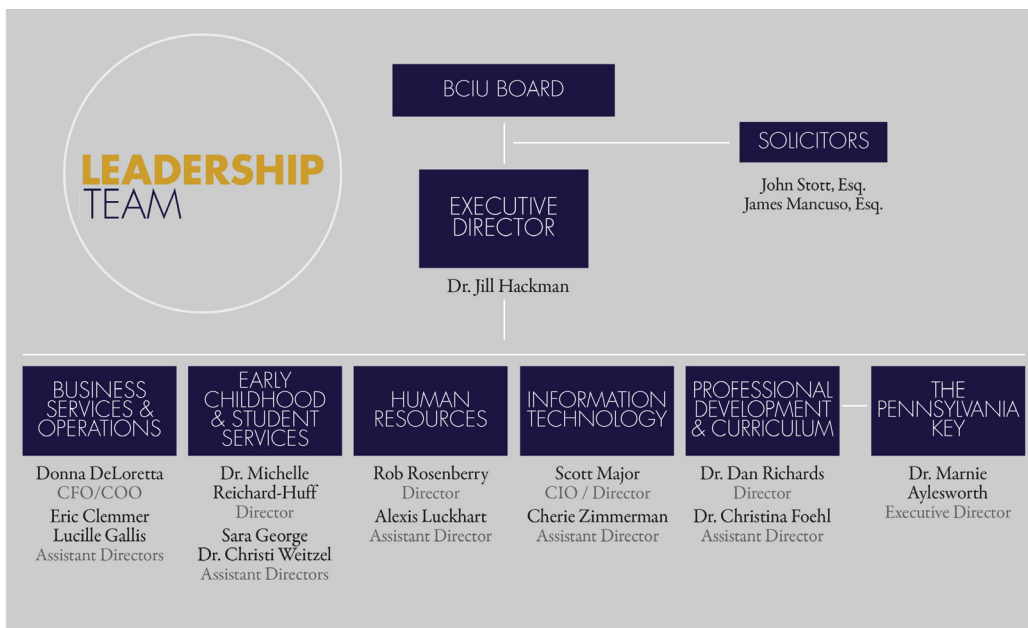 LEADERSHIP
TEAM
BCIU BOARD
SOLICITORS
John Stott, Esq.
James Mancuso, Esq.
EXECUTIVE
DIRECTOR
Dr. Jill Hackman
BUSINESS
SERVICES &
OPERATIONS
Donna DeLoretta
CFO/COO
Eric Clemmer
Lucille Gallis
Assistant Directors
EARLY
CHILDHOOD
& STUDENT
SERVICES
Dr. Michelle
Reichard-Huff
Director
Sara George
Dr. Christi Weitzel
Assistant Directors
HUMAN
RESOURCES
Rob Rosenberry
Director
Alexis Luckhart
Assistant Director
INFORMATION
TECHNOLOGY
Scott Major
CIO / Director
Cherie Zimmerman
Assistant Director
PROFESSIONAL
DEVELOPMENT
& CURRICULUM
Dr. Dan Richards
Director
Dr. Christina Foehl
Assistant Director
THE
PENNSYLVANIA
KEY
Dr. Marnie
Aylesworth
Executive Director